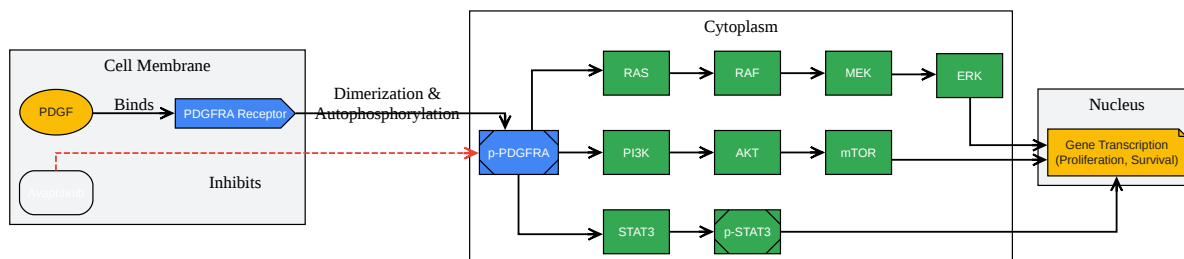 Cytoplasm
Cell Membrane
RAS
RAF
MEK
ERK
Dimerization &
Autophosphorylation
Nucleus
PDGF
Binds
PDGFRA Receptor
p-PDGFRA
PI3K
AKT
mTOR
Gene Transcription
(Proliferation, Survival)
Avapritinib
Inhibits
STAT3
p-STAT3